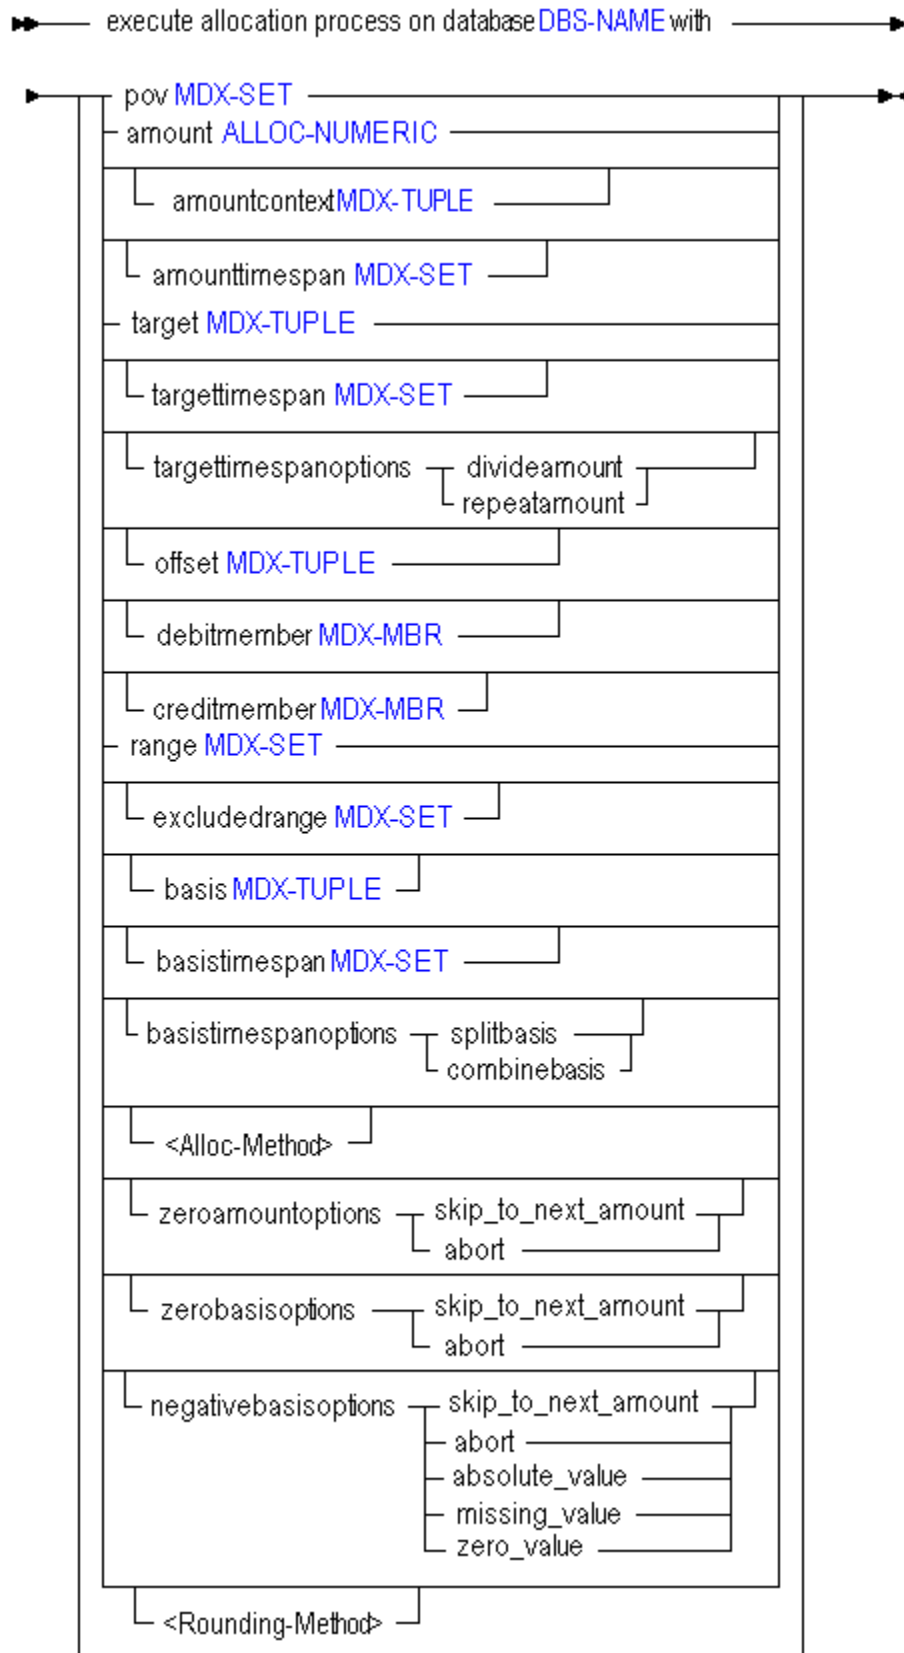 execute allocation process on database DBS-NAME with
pov MDX-SET
amount ALLOC-NUMERIC
amountcontext MDX-TUPLE
amounttimespan MDX-SET
target MDX-TUPLE
targettimespan MDX-SET
targettimespanoptions divideamount
repeatamount
offset MDX-TUPLE
debitmember MDX-MBR
creditmember MDX-MBR
range MDX-SET
excludedrange MDX-SET
basis MDX-TUPLE
basistimespan MDX-SET
basistimespanoptions splitbasis
combinebasis
<Alloc-Method>
zeroamountoptions skip_to_next_amount
abort
zerobasisoptions skip_to_next_amount
abort
negativebasisoptions skip_to_next_amount
abort
absolute_value
missing_value
zero_value
<Rounding-Method>